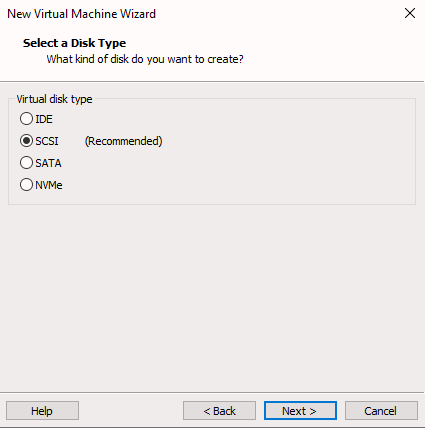 New Virtual Machine Wizard
Select a Disk Type
What kind of disk do you want to create?
Virtual disk type
IDE
SCSI (Recommended)
SATA
NVMe
Help < Back Next > Cancel